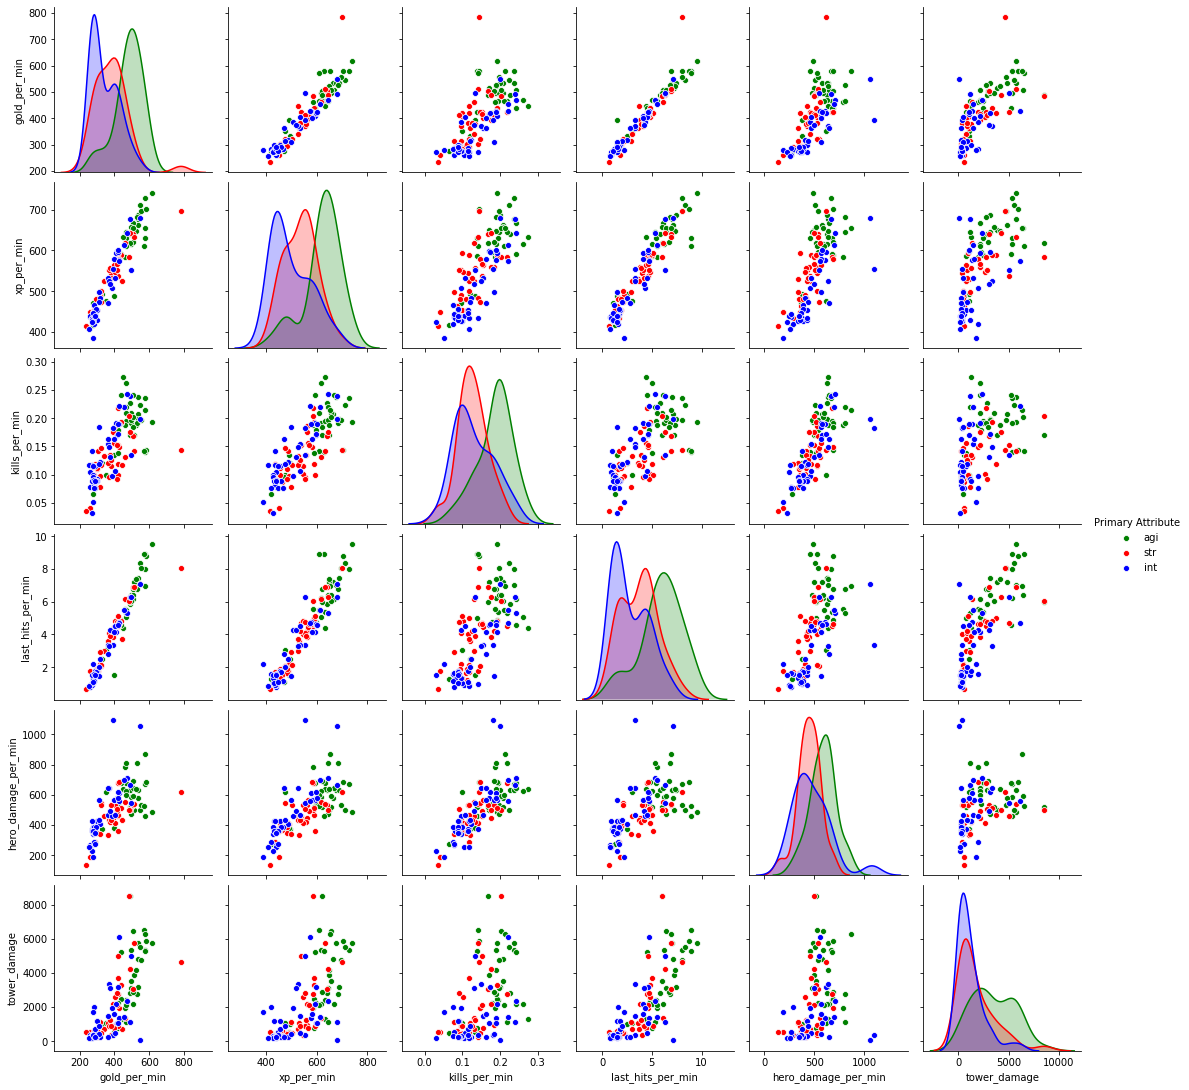 800
700
600
500
400
300
200
gold_per_min
700
600
500
400
xp_per_min
0.30
0.25
0.20
0.15
0.10
0.05
kills_per_min
10
8
6
4
2
last_hits_per_min
1000
800
600
400
200
hero_damage_per_min
8000
6000
4000
2000
0
tower_damage
200 400 600 800
gold_per_min
400 600 800
xp_per_min
0.0 0.1 0.2 0.3
kills_per_min
0 5 10
last_hits_per_min
0 500 1000
hero_damage_per_min
0 5000 10000
tower_damage
Primary Attribute
agi
str
int